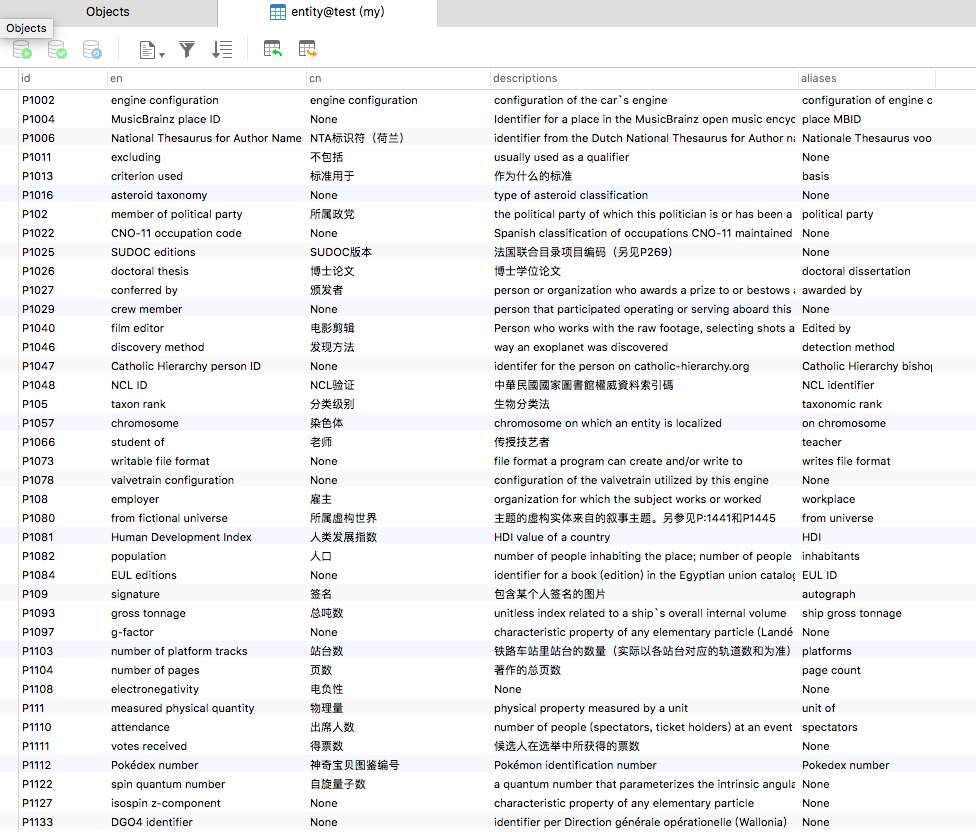 Objects
entity@test (my)
Objects
id en cn descriptions aliases
P1002 engine configuration engine configuration configuration of the car`s engine configuration of engine c
P1004 MusicBrainz place ID None Identifier for a place in the MusicBrainz open music encyc place MBID
P1006 National Thesaurus for Author Name NTA标识符（荷兰） identifier from the Dutch National Thesaurus for Author na Nationale Thesaurus voo
P1011 excluding 不包括 usually used as a qualifier None
P1013 criterion used 标准用于 作为什么的标准 basis
P1016 asteroid taxonomy None type of asteroid classification None
P102 member of political party 所属政党 the political party of which this politician is or has been a political party
P1022 CNO-11 occupation code None Spanish classification of occupations CNO-11 maintained None
P1025 SUDOC editions SUDOC版本 法国联合目录项目编码（另见P269） None
P1026 doctoral thesis 博士论文 博士学位论文 doctoral dissertation
P1027 conferred by 颁发者 person or organization who awards a prize to or bestows a awarded by
P1029 crew member None person that participated operating or serving aboard this None
P1040 film editor 电影剪辑 Person who works with the raw footage, selecting shots a Edited by
P1046 discovery method 发现方法 way an exoplanet was discovered detection method
P1047 Catholic Hierarchy person ID None identifer for the person on catholic-hierarchy.org Catholic Hierarchy bishop
P1048 NCL ID NCL验证 中華民國國家圖書館權威資料索引碼 NCL identifier
P105 taxon rank 分类级别 生物分类法 taxonomic rank
P1057 chromosome 染色体 chromosome on which an entity is localized on chromosome
P1066 student of 老师 传授技艺者 teacher
P1073 writable file format None file format a program can create and/or write to writes file format
P1078 valvetrain configuration None configuration of the valvetrain utilized by this engine None
P108 employer 雇主 organization for which the subject works or worked workplace
P1080 from fictional universe 所属虚构世界 主题的虚构实体来自的叙事主题。另参见P:1441和P1445 from universe
P1081 Human Development Index 人类发展指数 HDI value of a country HDI
P1082 population 人口 number of people inhabiting the place; number of people inhabitants
P1084 EUL editions None identifier for a book (edition) in the Egyptian union catalog EUL ID
P109 signature 签名 包含某个人签名的图片 autograph
P1093 gross tonnage 总吨数 unitless index related to a ship`s overall internal volume ship gross tonnage
P1097 g-factor None characteristic property of any elementary particle (Landé None
P1103 number of platform tracks 站台数 铁路车站里站台的数量（实际以各站台对应的轨道数和为准） platforms
P1104 number of pages 页数 著作的总页数 page count
P1108 electronegativity 电负性 None None
P111 measured physical quantity 物理量 physical property measured by a unit unit of
P1110 attendance 出席人数 number of people (spectators, ticket holders) at an event spectators
P1111 votes received 得票数 候选人在选举中所获得的票数 None
P1112 Pokédex number 神奇宝贝图鉴编号 Pokémon identification number Pokedex number
P1122 spin quantum number 自旋量子数 a quantum number that parameterizes the intrinsic angula None
P1127 isospin z-component None characteristic property of any elementary particle None
P1133 DGO4 identifier None identifier per Direction générale opérationelle (Wallonia) None